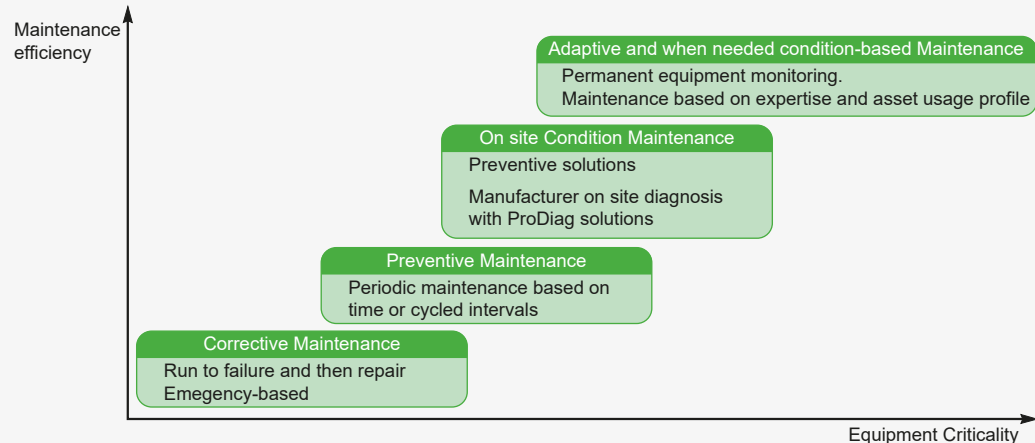 Maintenance
efficiency
Adaptive and when needed condition-based Maintenance
Permanent equipment monitoring.
Maintenance based on expertise and asset usage profile
On site Condition Maintenance
Preventive solutions
Manufacturer on site diagnosis
with ProDiag solutions
Preventive Maintenance
Periodic maintenance based on
time or cycled intervals
Corrective Maintenance
Run to failure and then repair
Emegency-based
Equipment Criticality